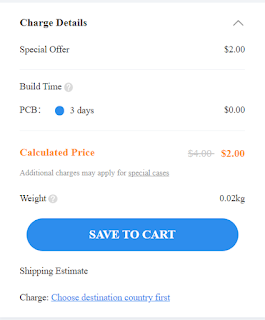 Charge Details
Special Offer $2.00
Build Time ?
PCB: 3 days $0.00
Calculated Price $4.00 $2.00
Additional charges may apply for special cases
Weight ? 0.02kg
SAVE TO CART
Shipping Estimate
Charge: Choose destination country first